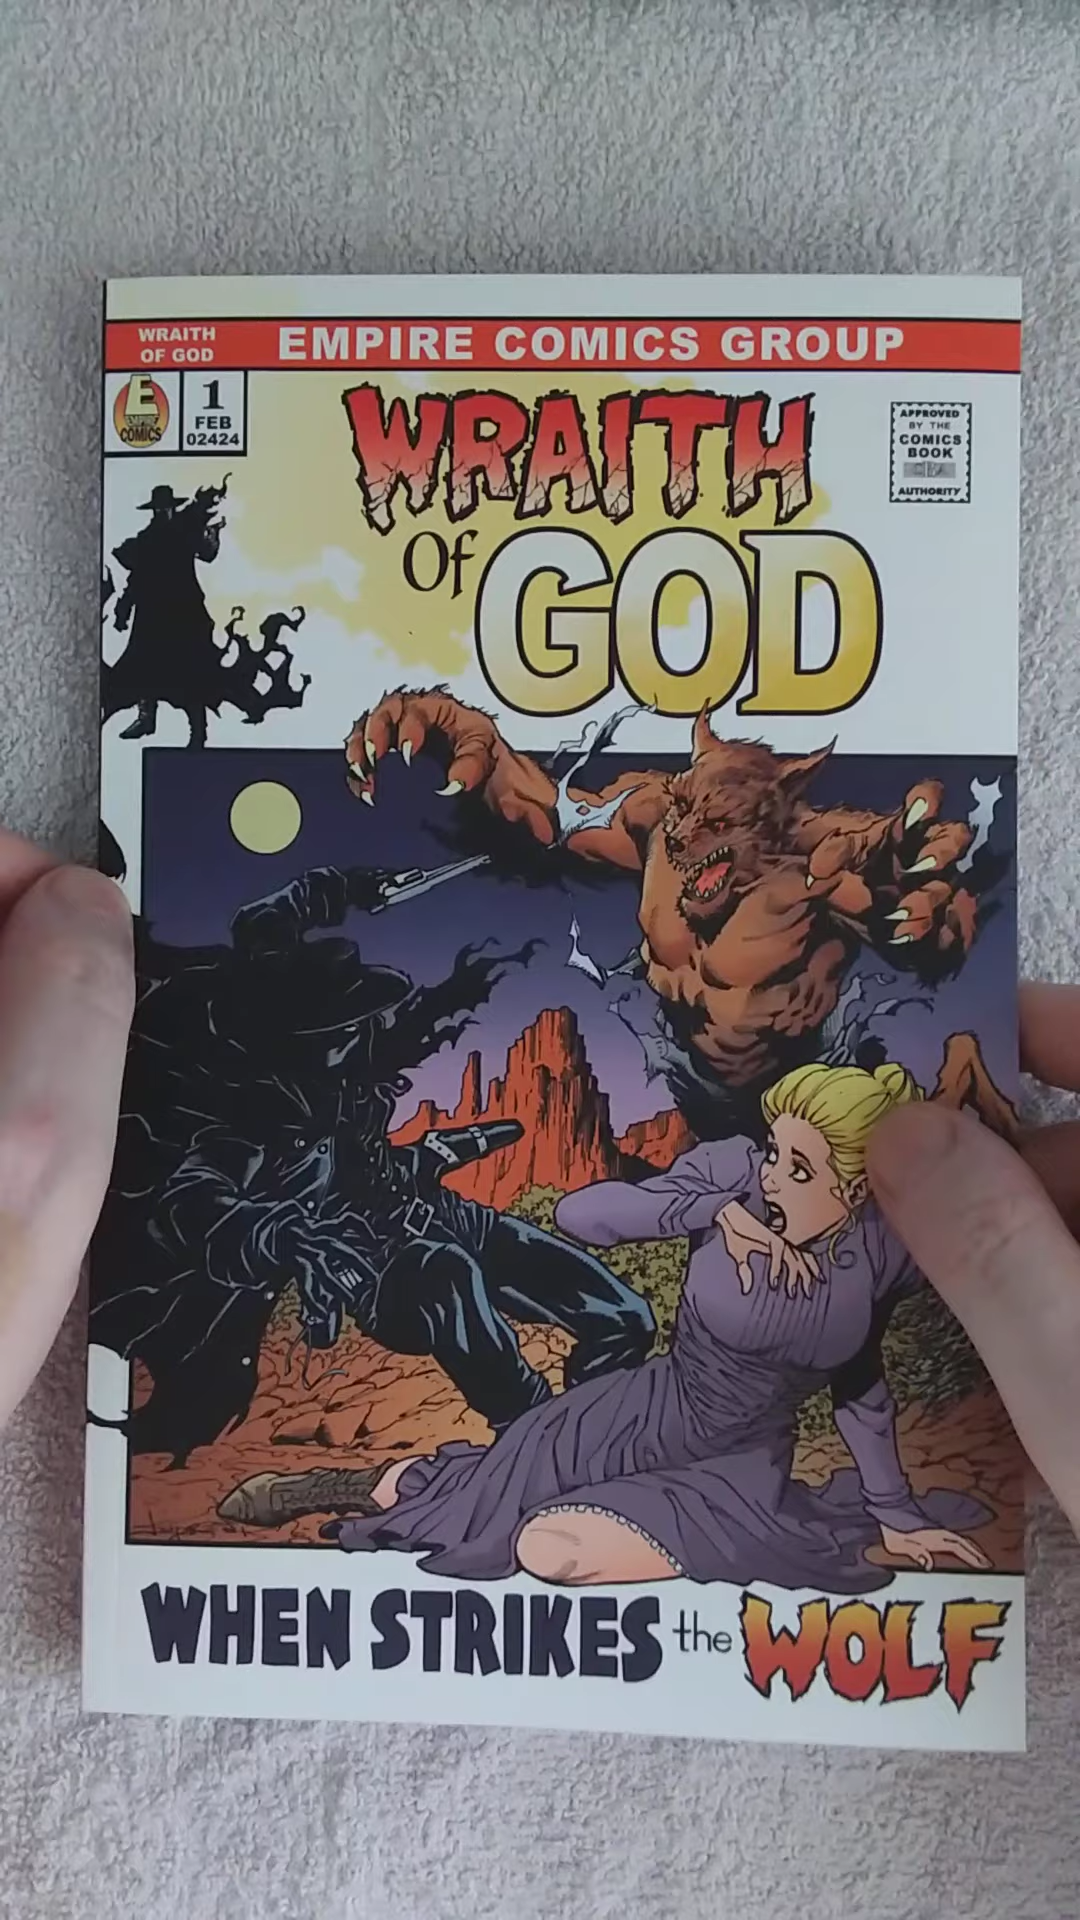 WRAITH
OF GOD
EMPIRE COMICS GROUP
E
EMPIRE
COMICS
1
FEB
02424
WRAITH
Of GOD
APPROVED
BY THE
COMICS
BOOK
AUTHORITY
WHEN STRIKES the WOLF